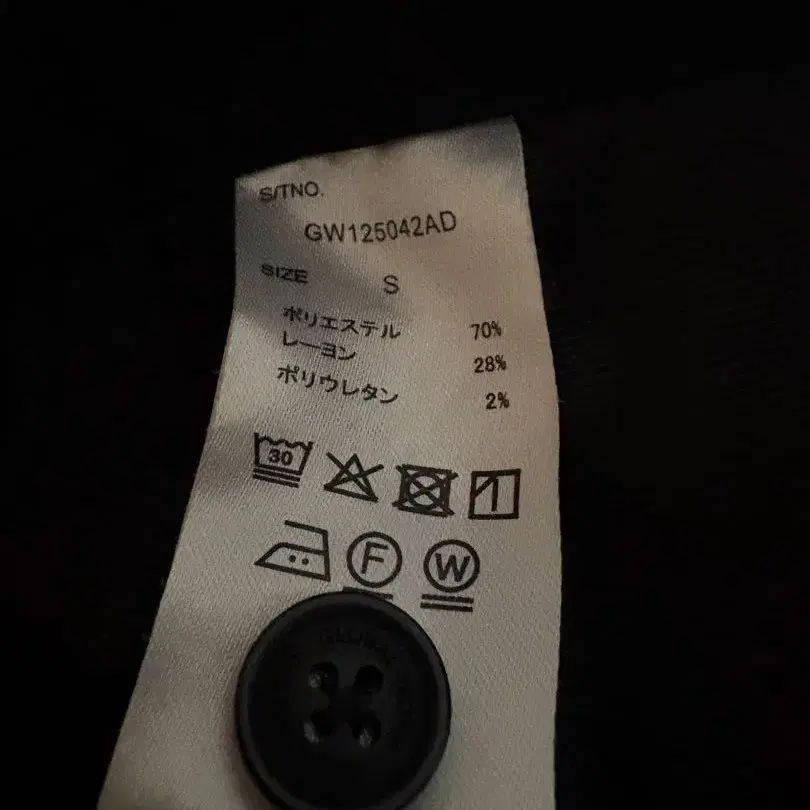 S/TNO.
GW125042AD
SIZE S
ポリエステル 70%
レーヨン 28%
ポリウレタン 2%
30
F W